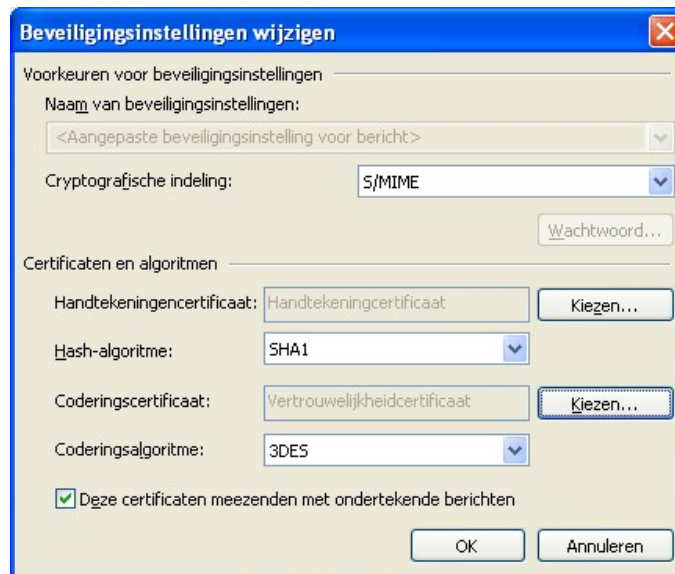 Beveiligingsinstellingen wijzigen
Voorkeuren voor beveiligingsinstellingen
Naam van beveiligingsinstellingen:
<Aangepaste beveiligingsinstelling voor bericht>
Cryptografische indeling: S/MIME
Wachtwoord...
Certificaten en algoritmen
Handtekeningencertificaat: Handtekeningcertificaat Kiezen...
Hash-algoritme: SHA1
Coderingscertificaat: Vertrouwelijkheidcertificaat Kiezen...
Coderingsalgoritme: 3DES
Deze certificaten meezenden met ondertekende berichten
OK Annuleren